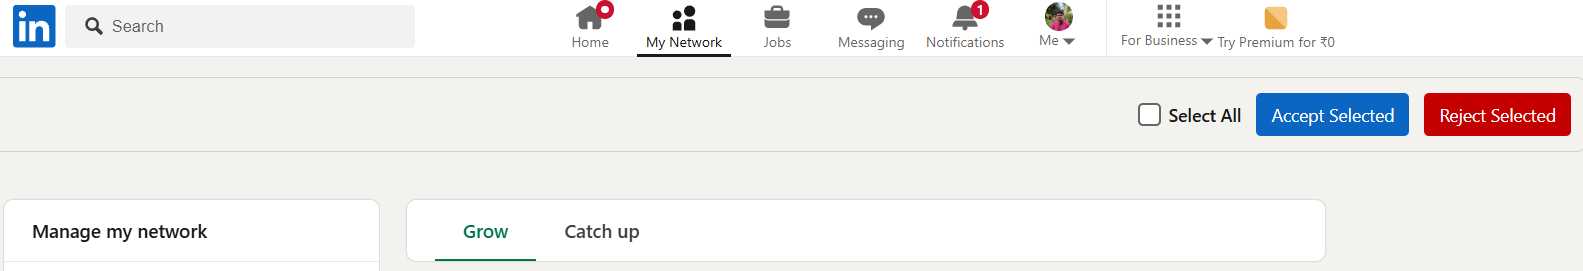 in
Search
Home
My Network
Jobs
Messaging
1
Notifications
Me
For Business
Try Premium for ₹0
Select All
Accept Selected
Reject Selected
Manage my network
Grow
Catch up